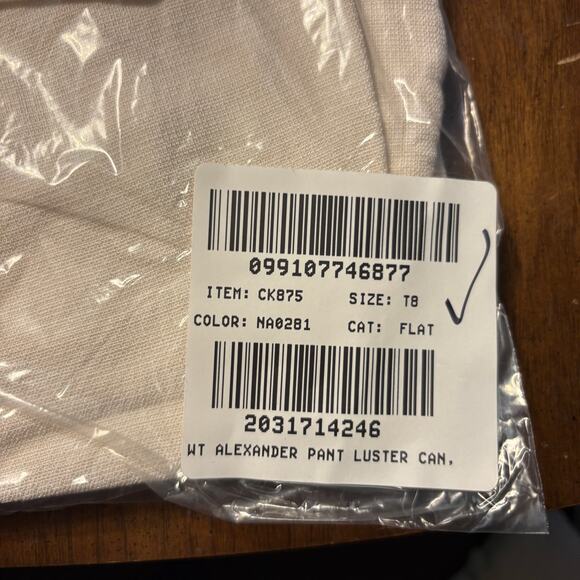 099107746877
ITEM: CK875 SIZE: T8
COLOR: NA0281 CAT: FLAT
2031714246
WT ALEXANDER PANT LUSTER CAN.